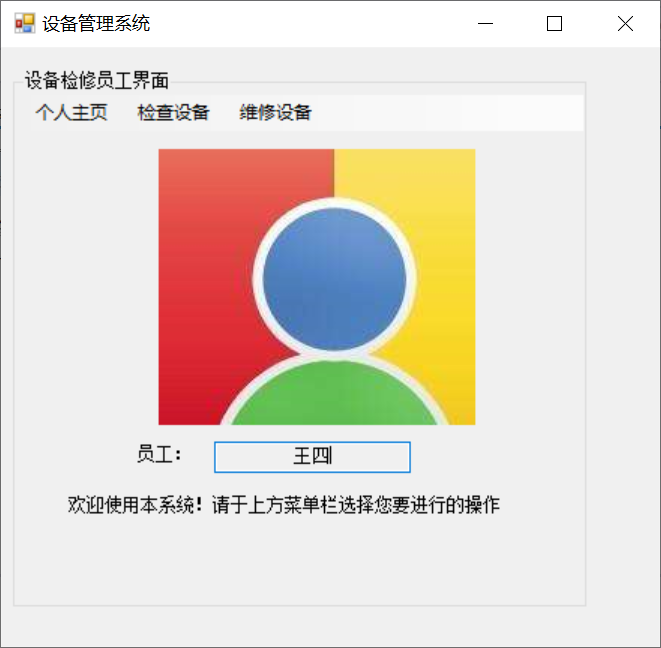 设备管理系统
设备检修员工界面
个人主页 检查设备 维修设备
员工： 王四
欢迎使用本系统！请于上方菜单栏选择您要进行的操作